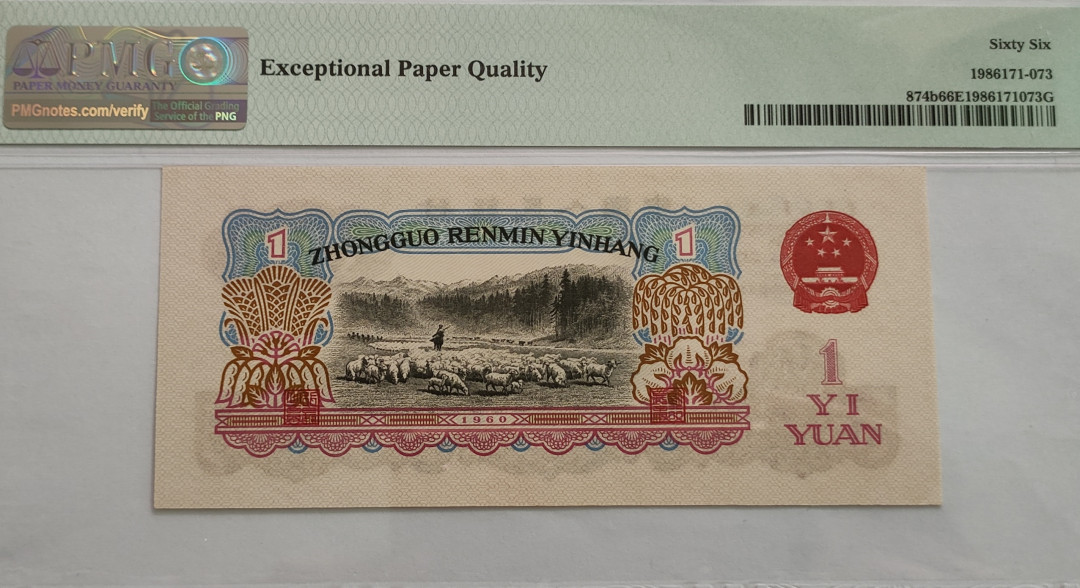 PMG
PAPER MONEY GUARANTY
PMGnotes.com/verify
The Official Grading
Service of the PNG
Exceptional Paper Quality
Sixty Six
1986171-073
874b66E1986171073G
1
ZHONGGUO RENMIN YINHANG
1
1960
1
YI
YUAN